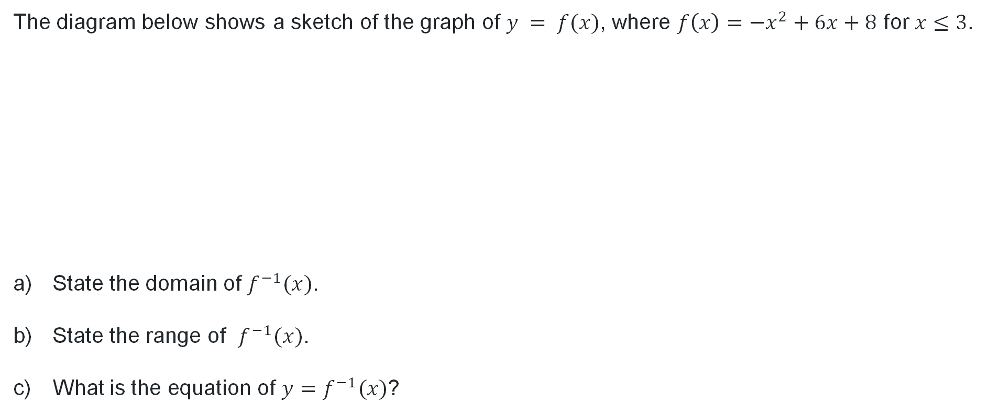 The diagram below shows a sketch of the graph of y = f(x), where f(x) = −x² + 6x + 8 for x ≤ 3.
a) State the domain of f⁻¹(x).
b) State the range of f⁻¹(x).
c) What is the equation of y = f⁻¹(x)?